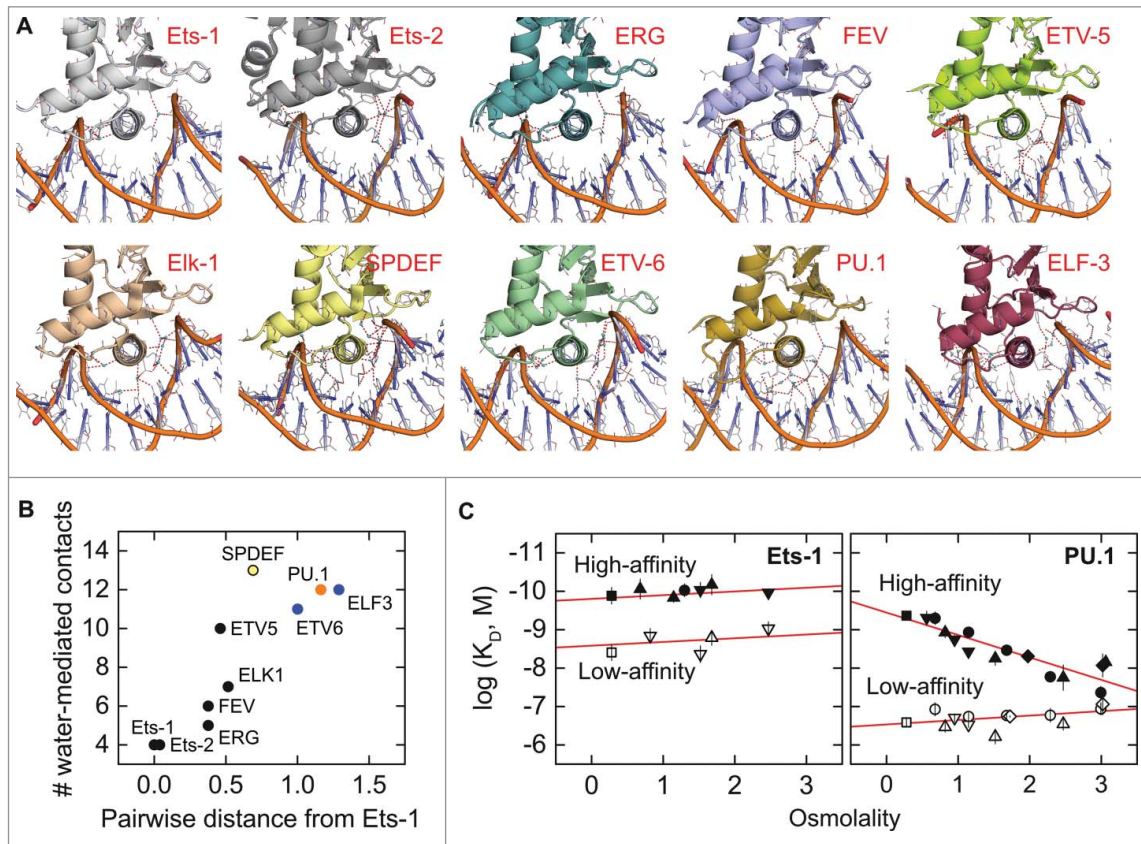 A
Ets-1
Ets-2
ERG
FEV
ETV-5
Elk-1
SPDEF
ETV-6
PU.1
ELF-3
B
# water-mediated contacts
14
12
10
8
6
4
SPDEF
PU.1
ELF3
ETV6
ETV5
ELK1
FEV
Ets-1
Ets-2
ERG
0.0 0.5 1.0 1.5
Pairwise distance from Ets-1
C
log (K_D, M)
-11
-10
-9
-8
-7
-6
High-affinity
Ets-1
Low-affinity
0 1 2 3
PU.1
High-affinity
Low-affinity
0 1 2 3
Osmolality